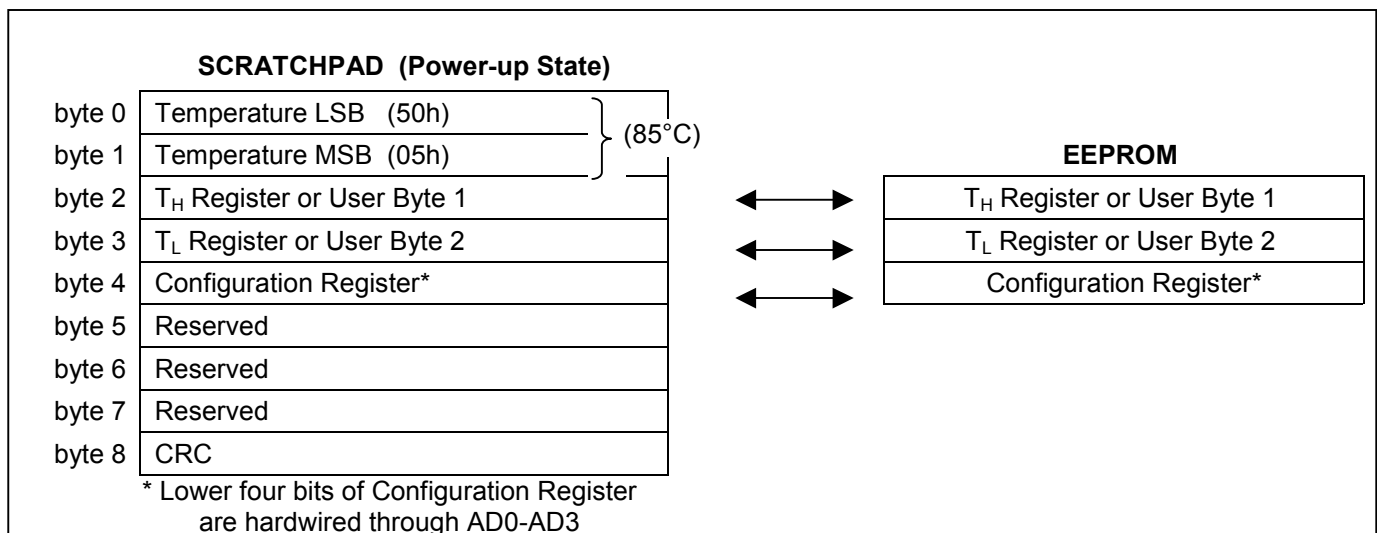 SCRATCHPAD (Power-up State)
byte 0 Temperature LSB (50h)
(85°C)
byte 1 Temperature MSB (05h)
EEPROM
byte 2 TH Register or User Byte 1
TH Register or User Byte 1
byte 3 TL Register or User Byte 2
TL Register or User Byte 2
byte 4 Configuration Register*
Configuration Register*
byte 5 Reserved
byte 6 Reserved
byte 7 Reserved
byte 8 CRC
* Lower four bits of Configuration Register
are hardwired through AD0-AD3